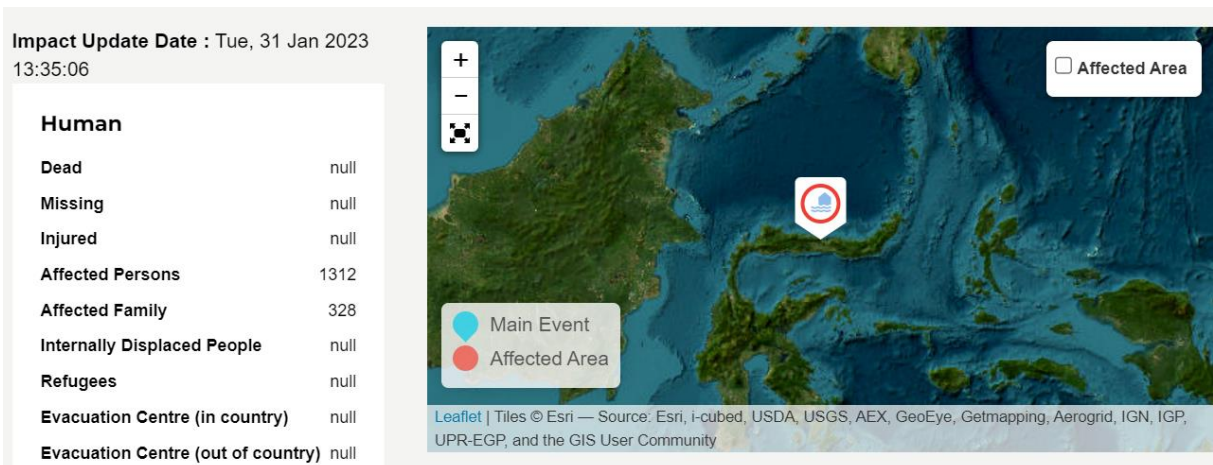 Impact Update Date : Tue, 31 Jan 2023
13:35:06
Human
Dead null
Missing null
Injured null
Affected Persons 1312
Affected Family 328
Internally Displaced People null
Refugees null
Evacuation Centre (in country) null
Evacuation Centre (out of country) null
+
−
Affected Area
Main Event
Affected Area
Leaflet | Tiles © Esri — Source: Esri, i-cubed, USDA, USGS, AEX, GeoEye, Getmapping, Aerogrid, IGN, IGP,
UPR-EGP, and the GIS User Community